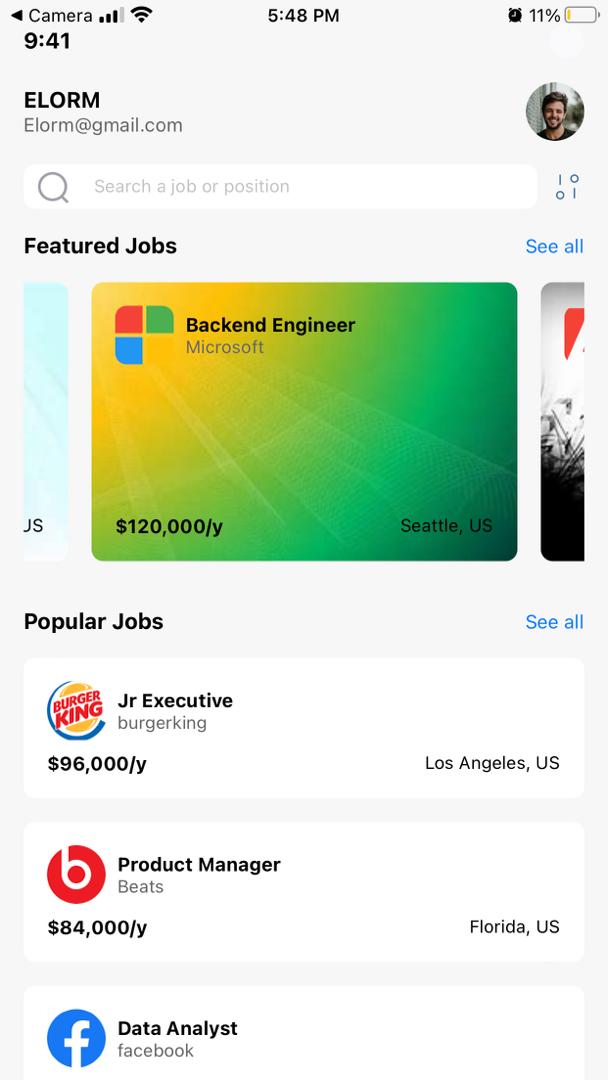 Camera 5:48 PM 11%
9:41
ELORM
Elorm@gmail.com
Search a job or position
Featured Jobs See all
Backend Engineer
Microsoft
$120,000/y Seattle, US
Popular Jobs See all
BURGER
KING
Jr Executive
burgerking
$96,000/y Los Angeles, US
Product Manager
Beats
$84,000/y Florida, US
Data Analyst
facebook